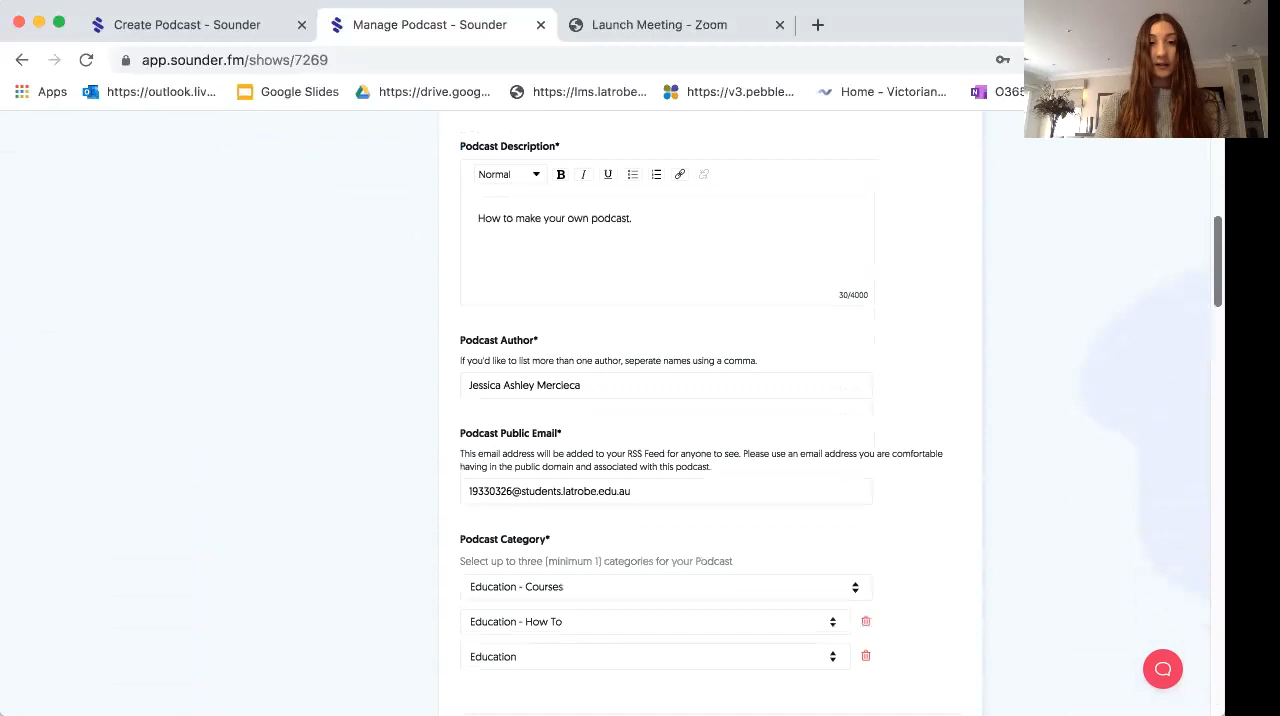 Create Podcast - Sounder
Manage Podcast - Sounder
Launch Meeting - Zoom
app.sounder.fm/shows/7269
Apps
https://outlook.liv...
Google Slides
https://drive.goog...
https://lms.latrobe...
https://v3.pebble...
Home - Victorian...
O365
Podcast Description*
Normal
B I U
How to make your own podcast.
30/4000
Podcast Author*
If you'd like to list more than one author, seperate names using a comma.
Jessica Ashley Mercieca
Podcast Public Email*
This email address will be added to your RSS Feed for anyone to see. Please use an email address you are comfortable
having in the public domain and associated with this podcast.
19330326@students.latrobe.edu.au
Podcast Category*
Select up to three (minimum 1) categories for your Podcast
Education - Courses
Education - How To
Education